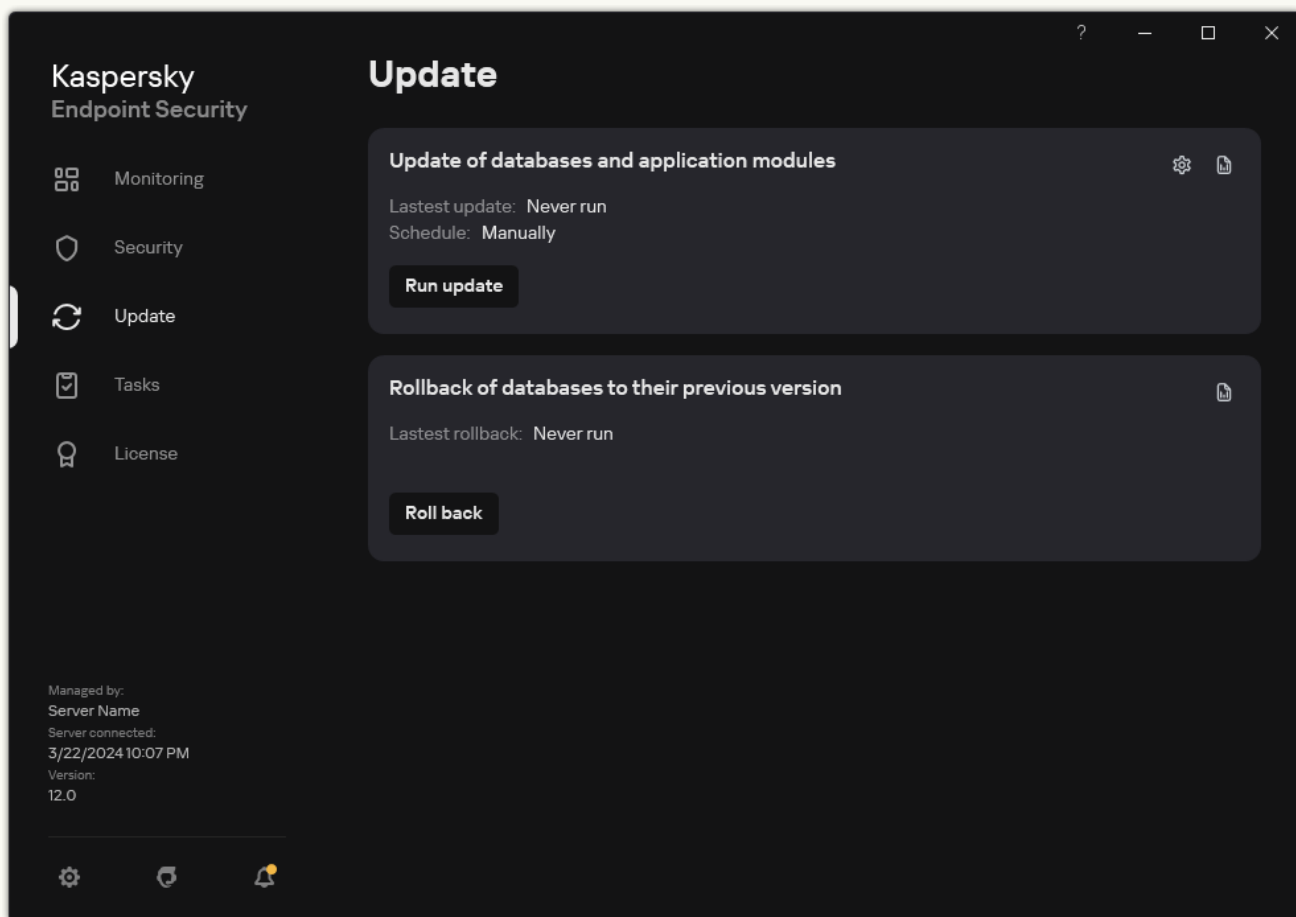 ?
Kaspersky
Endpoint Security
Monitoring
Security
Update
Tasks
License
Managed by:
Server Name
Server connected:
3/22/2024 10:07 PM
Version:
12.0
Update
Update of databases and application modules
Lastest update: Never run
Schedule: Manually
Run update
Rollback of databases to their previous version
Lastest rollback: Never run
Roll back